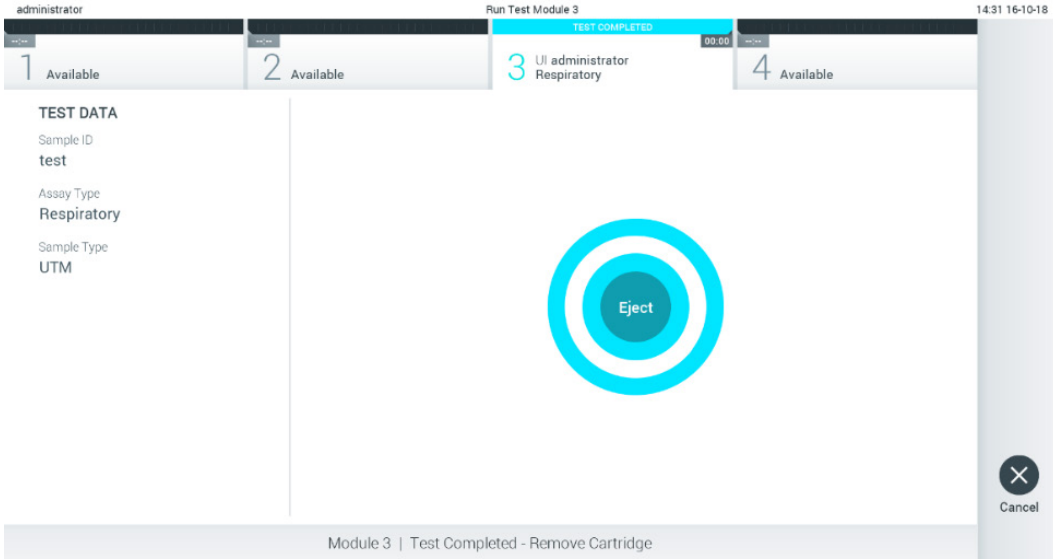 administrator
Run Test Module 3
14:31 16-10-18
TEST COMPLETED
--:--
--:--
00:00
--:--
1 Available
2 Available
3 UI administrator
Respiratory
4 Available
TEST DATA
Sample ID
test
Assay Type
Respiratory
Sample Type
UTM
Eject
Cancel
Module 3 | Test Completed - Remove Cartridge